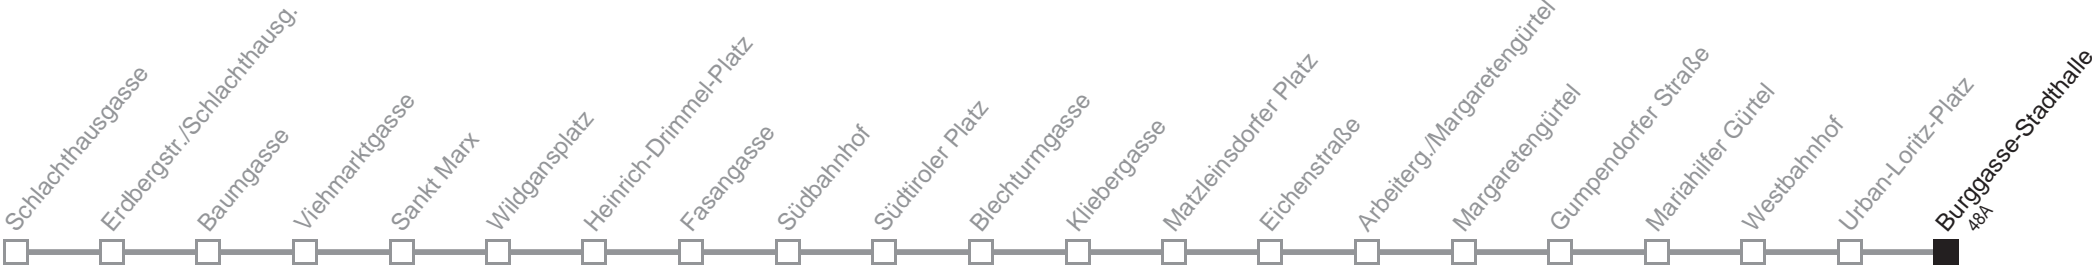 Schlachthausgasse
Erdbergstr./Schlachthausg.
Baumgasse
Viehmarktgasse
Sankt Marx
Wildgansplatz
Heinrich-Drimmel-Platz
Fasangasse
Südbahnhof
Südtiroler Platz
Blechturmgasse
Kliebergasse
Matzleinsdorfer Platz
Eichenstraße
Arbeiterg./Margaretengürtel
Margaretengürtel
Gumpendorfer Straße
Mariahilfer Gürtel
Westbahnhof
Urban-Loritz-Platz
Burggasse-Stadthalle
48A